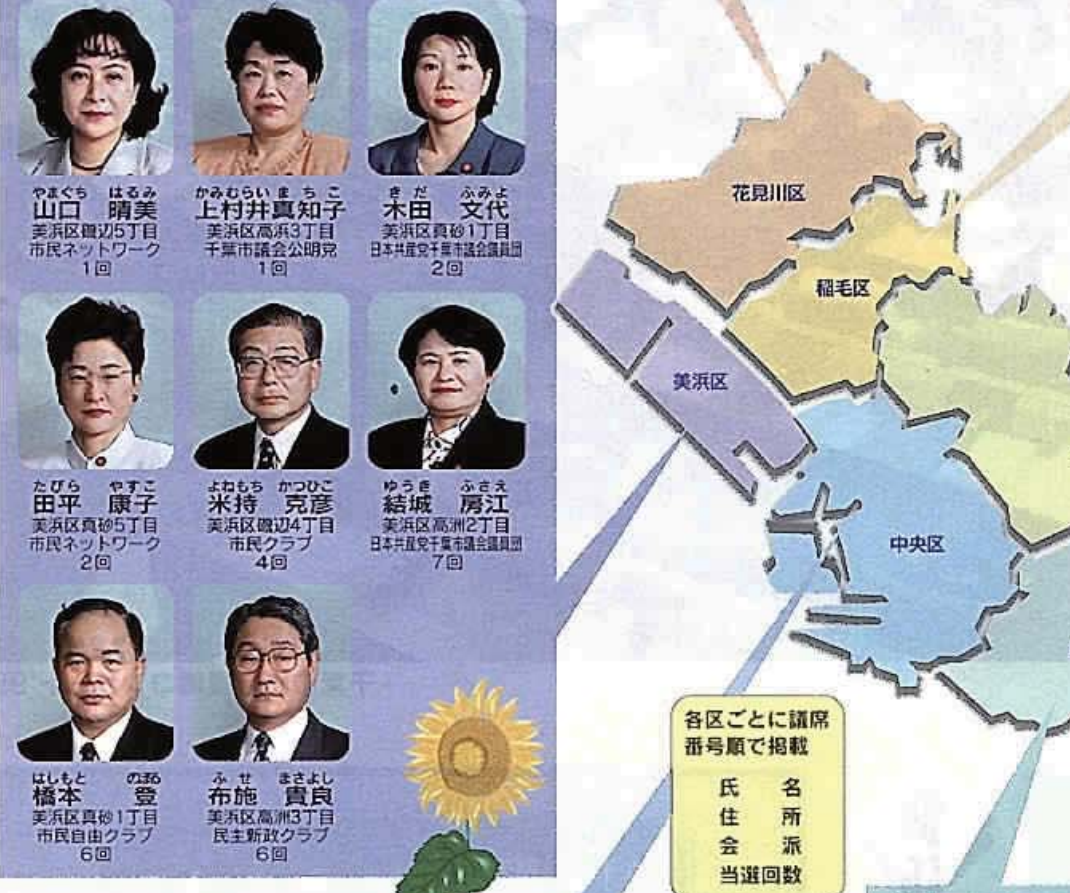 やまぐち はるみ
山口 晴美
美浜区磯辺5丁目
市民ネットワーク
1回
かみむらい まちこ
上村井真知子
美浜区高浜3丁目
千葉市議会公明党
1回
きだ ふみよ
木田 文代
美浜区真砂1丁目
日本共産党千葉市議会議員団
2回
たびら やすこ
田平 康子
美浜区真砂5丁目
市民ネットワーク
2回
よねもち かつひこ
米持 克彦
美浜区磯辺4丁目
市民クラブ
4回
ゆうき ふさえ
結城 房江
美浜区高洲2丁目
日本共産党千葉市議会議員団
7回
はしもと のぼる
橋本 登
美浜区真砂1丁目
市民自由クラブ
6回
ふせ まさよし
布施 貴良
美浜区高洲3丁目
民主新政クラブ
6回
花見川区
稲毛区
美浜区
中央区
各区ごとに議席
番号順で掲載
氏 名
住 所
会 派
当選回数